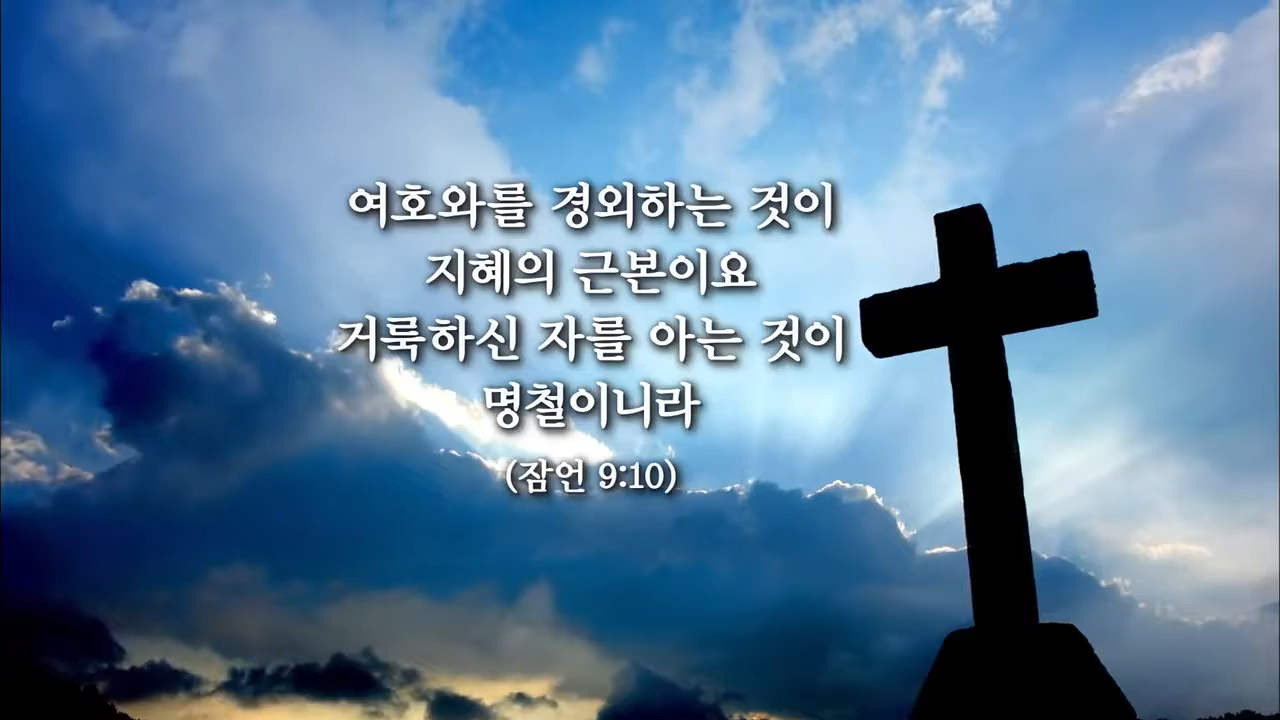 여호와를 경외하는 것이
지혜의 근본이요
거룩하신 자를 아는 것이
명철이니라
(잠언 9:10)